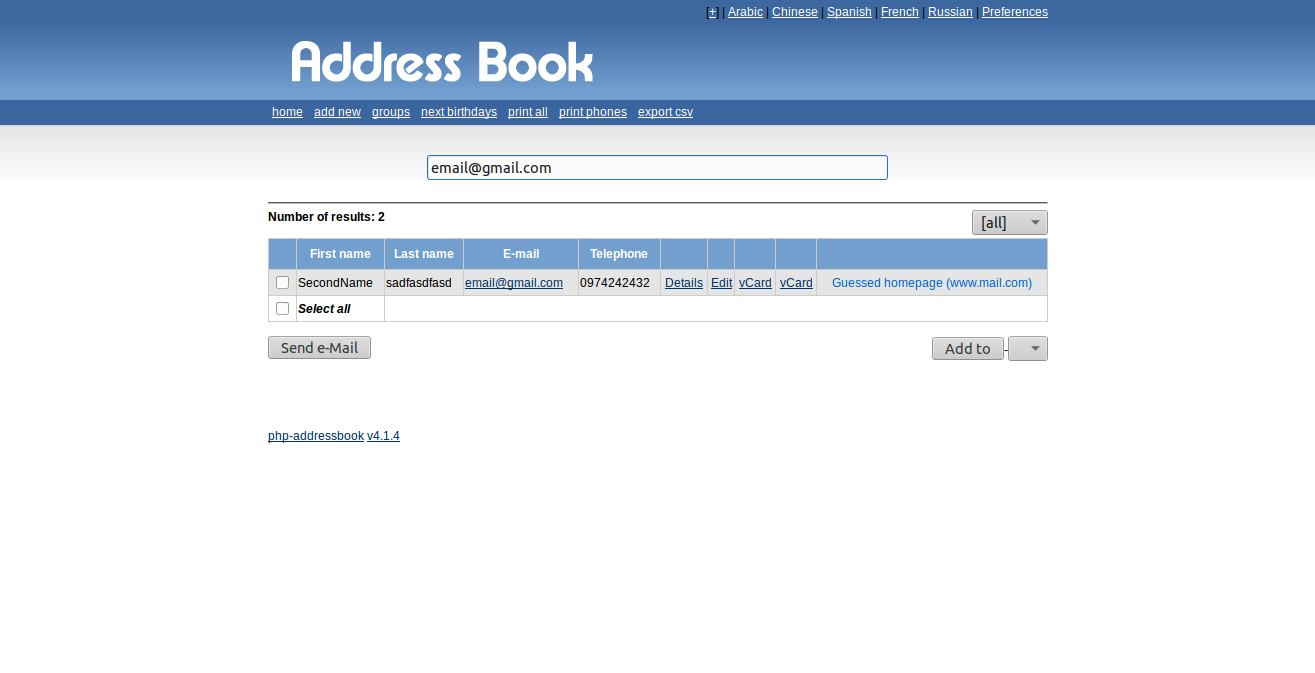 [+] | Arabic | Chinese | Spanish | French | Russian | Preferences
Address Book
home add new groups next birthdays print all print phones export csv
email@gmail.com
Number of results: 2
[all]
First name Last name E-mail Telephone
SecondName sadfasdfasd email@gmail.com 0974242432 Details Edit vCard vCard Guessed homepage (www.mail.com)
Select all
Send e-Mail Add to -
php-addressbook v4.1.4